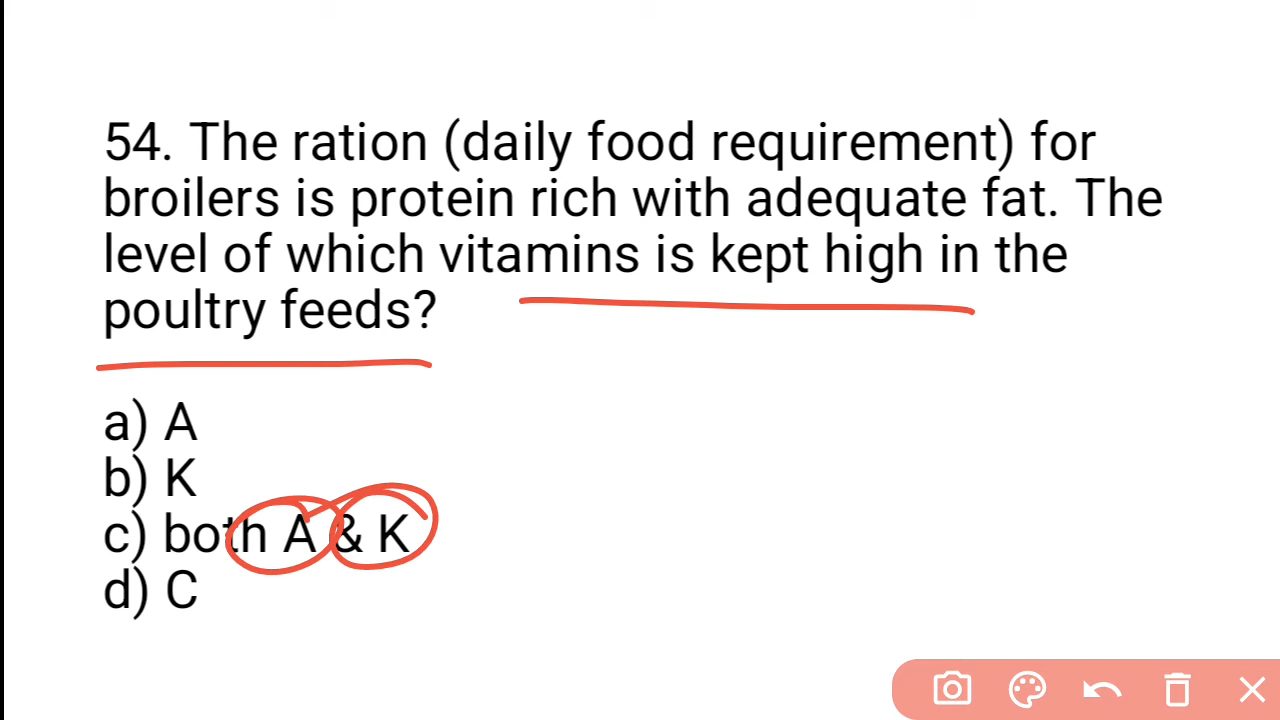 54. The ration (daily food requirement) for
broilers is protein rich with adequate fat. The
level of which vitamins is kept high in the
poultry feeds?
a) A
b) K
c) both A & K
d) C